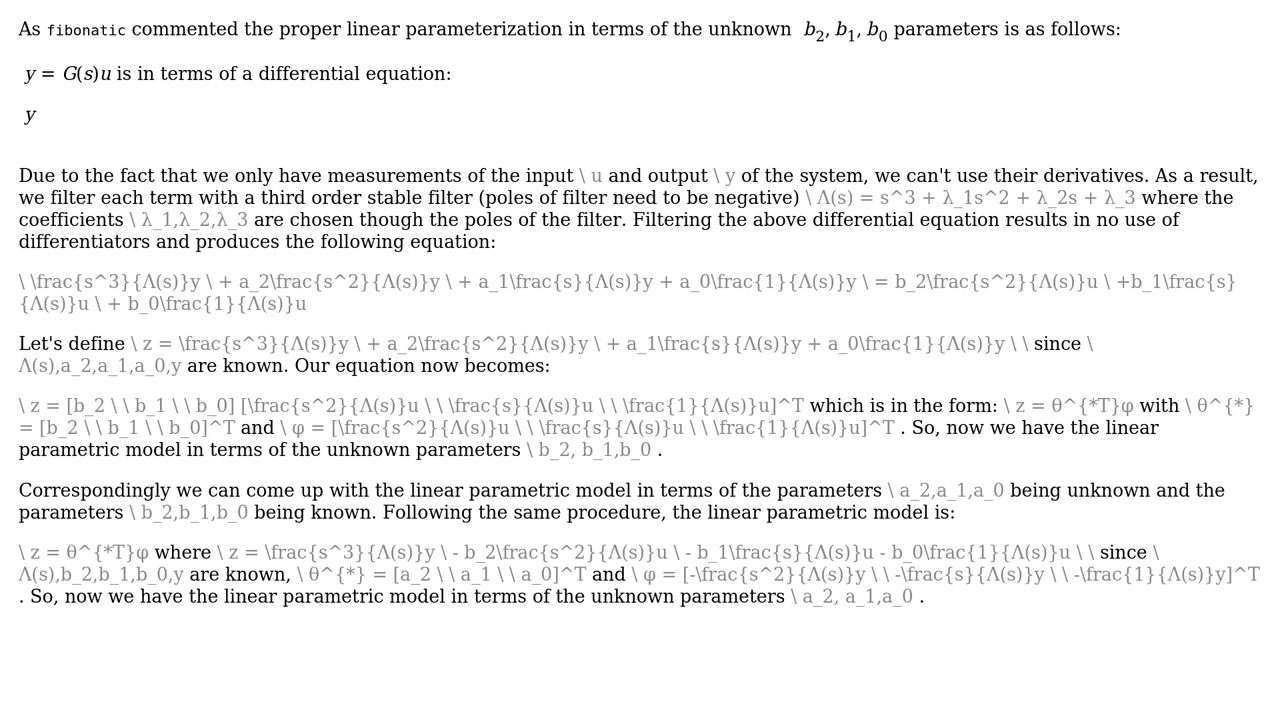 As fibonatic commented the proper linear parameterization in terms of the unknown b_2, b_1, b_0 parameters is as follows:
y = G(s)u is in terms of a differential equation:
y
Due to the fact that we only have measurements of the input \ u and output \ y of the system, we can't use their derivatives. As a result,
we filter each term with a third order stable filter (poles of filter need to be negative) \ Λ(s) = s^3 + λ_1s^2 + λ_2s + λ_3 where the
coefficients \ λ_1,λ_2,λ_3 are chosen though the poles of the filter. Filtering the above differential equation results in no use of
differentiators and produces the following equation:
\ \frac{s^3}{Λ(s)}y \ + a_2\frac{s^2}{Λ(s)}y \ + a_1\frac{s}{Λ(s)}y + a_0\frac{1}{Λ(s)}y \ = b_2\frac{s^2}{Λ(s)}u \ +b_1\frac{s}
{Λ(s)}u \ + b_0\frac{1}{Λ(s)}u
Let's define \ z = \frac{s^3}{Λ(s)}y \ + a_2\frac{s^2}{Λ(s)}y \ + a_1\frac{s}{Λ(s)}y + a_0\frac{1}{Λ(s)}y \ \ since \
Λ(s),a_2,a_1,a_0,y are known. Our equation now becomes:
\ z = [b_2 \ \ b_1 \ \ b_0] [\frac{s^2}{Λ(s)}u \ \ \frac{s}{Λ(s)}u \ \ \frac{1}{Λ(s)}u]^T which is in the form: \ z = θ^{*T}φ with \ θ^{*}
= [b_2 \ \ b_1 \ \ b_0]^T and \ φ = [\frac{s^2}{Λ(s)}u \ \ \frac{s}{Λ(s)}u \ \ \frac{1}{Λ(s)}u]^T . So, now we have the linear
parametric model in terms of the unknown parameters \ b_2, b_1,b_0 .
Correspondingly we can come up with the linear parametric model in terms of the parameters \ a_2,a_1,a_0 being unknown and the
parameters \ b_2,b_1,b_0 being known. Following the same procedure, the linear parametric model is:
\ z = θ^{*T}φ where \ z = \frac{s^3}{Λ(s)}y \ - b_2\frac{s^2}{Λ(s)}u \ - b_1\frac{s}{Λ(s)}u - b_0\frac{1}{Λ(s)}u \ \ since \
Λ(s),b_2,b_1,b_0,y are known, \ θ^{*} = [a_2 \ \ a_1 \ \ a_0]^T and \ φ = [-\frac{s^2}{Λ(s)}y \ \ -\frac{s}{Λ(s)}y \ \ -\frac{1}{Λ(s)}y]^T
. So, now we have the linear parametric model in terms of the unknown parameters \ a_2, a_1,a_0 .